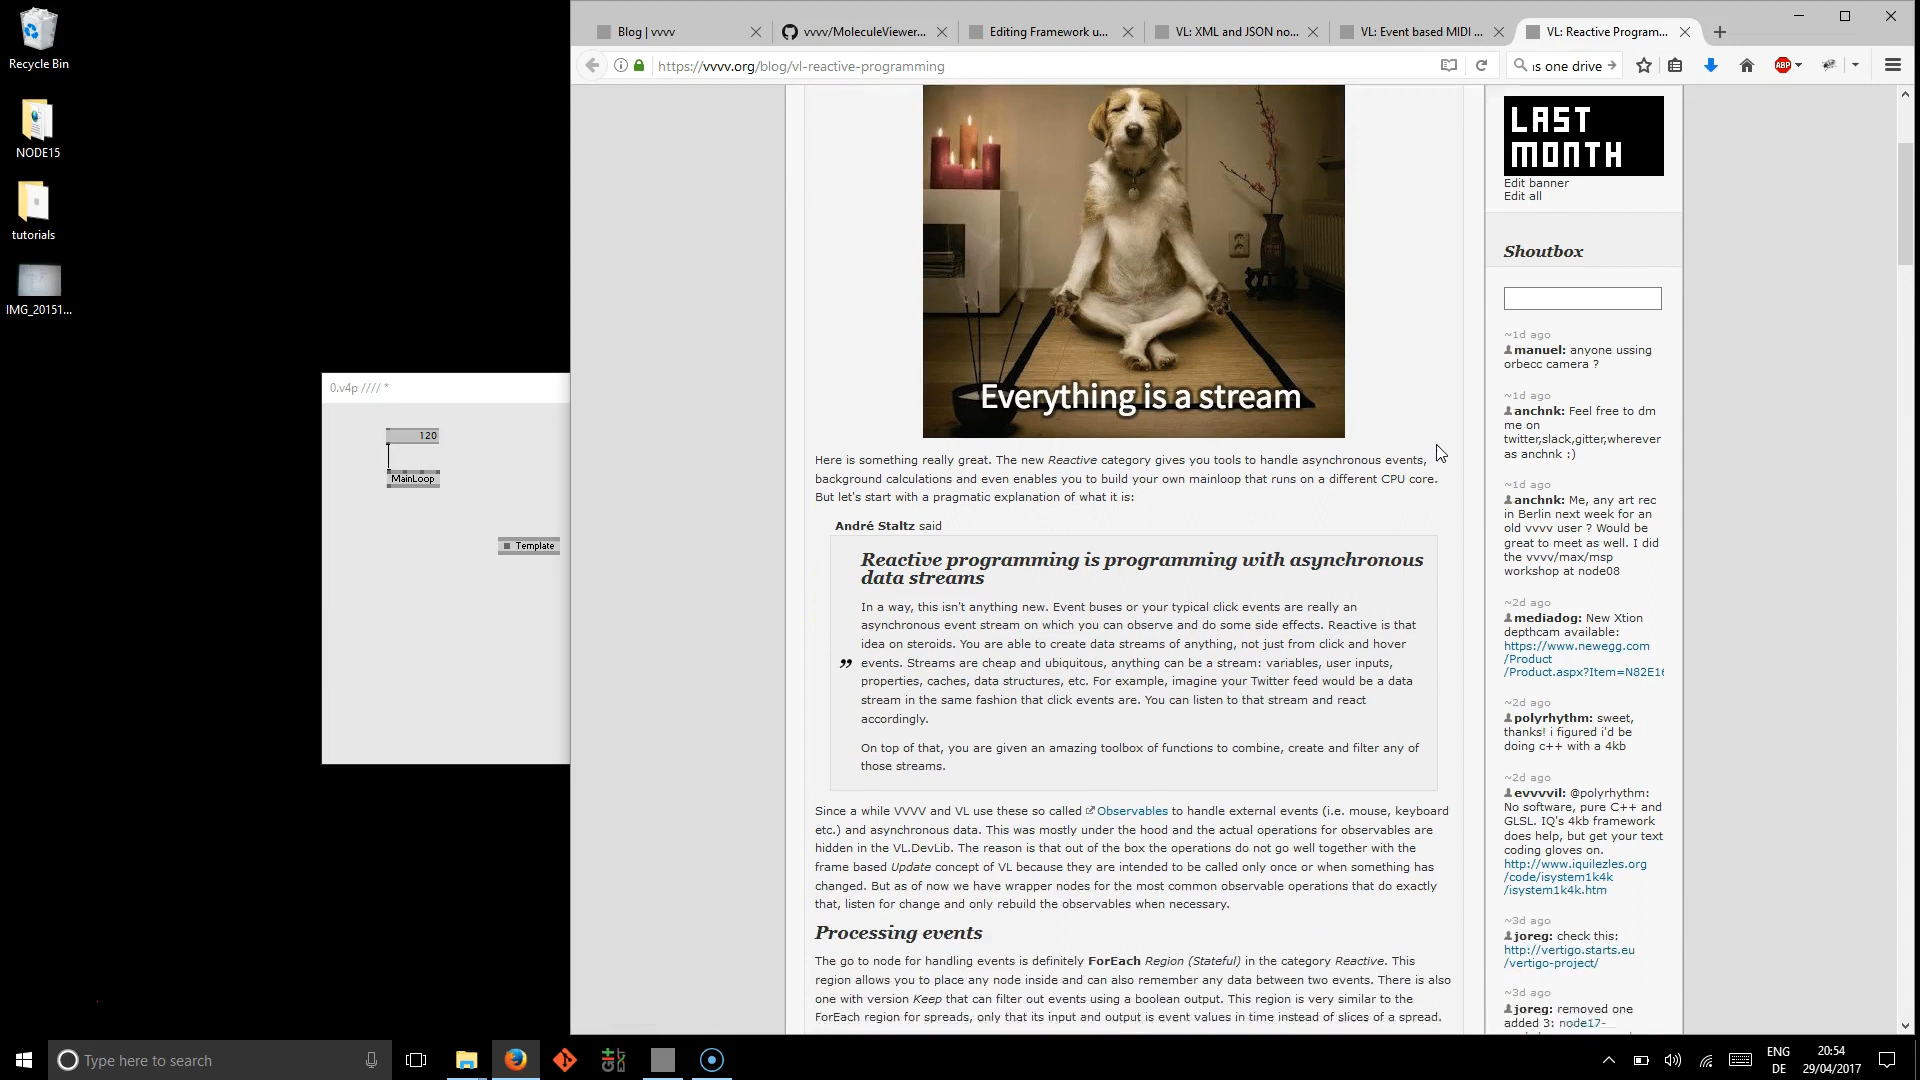 Recycle Bin
NODE15
tutorials
IMG_20151...
0.v4p //// *
120
MainLoop
Template
Blog | vvvv
vvvv/MoleculeViewer...
Editing Framework u...
VL: XML and JSON no...
VL: Event based MIDI ...
VL: Reactive Program...
https://vvvv.org/blog/vl-reactive-programming
s one drive
ABP
Everything is a stream
Here is something really great. The new Reactive category gives you tools to handle asynchronous events,
background calculations and even enables you to build your own mainloop that runs on a different CPU core.
But let's start with a pragmatic explanation of what it is:
André Staltz said
Reactive programming is programming with asynchronous
data streams
In a way, this isn't anything new. Event buses or your typical click events are really an
asynchronous event stream on which you can observe and do some side effects. Reactive is that
idea on steroids. You are able to create data streams of anything, not just from click and hover
events. Streams are cheap and ubiquitous, anything can be a stream: variables, user inputs,
properties, caches, data structures, etc. For example, imagine your Twitter feed would be a data
stream in the same fashion that click events are. You can listen to that stream and react
accordingly.
On top of that, you are given an amazing toolbox of functions to combine, create and filter any of
those streams.
Since a while VVVV and VL use these so called Observables to handle external events (i.e. mouse, keyboard
etc.) and asynchronous data. This was mostly under the hood and the actual operations for observables are
hidden in the VL.DevLib. The reason is that out of the box the operations do not go well together with the
frame based Update concept of VL because they are intended to be called only once or when something has
changed. But as of now we have wrapper nodes for the most common observable operations that do exactly
that, listen for change and only rebuild the observables when necessary.
Processing events
The go to node for handling events is definitely ForEach Region (Stateful) in the category Reactive. This
region allows you to place any node inside and can also remember any data between two events. There is also
one with version Keep that can filter out events using a boolean output. This region is very similar to the
ForEach region for spreads, only that its input and output is event values in time instead of slices of a spread.
LAST
MONTH
Edit banner
Edit all
Shoutbox
~1d ago
manuel: anyone ussing
orbecc camera ?
~1d ago
anchnk: Feel free to dm
me on
twitter,slack,gitter,wherever
as anchnk :)
~1d ago
anchnk: Me, any art rec
in Berlin next week for an
old vvvv user ? Would be
great to meet as well. I did
the vvvv/max/msp
workshop at node08
~2d ago
mediadog: New Xtion
depthcam available:
https://www.newegg.com
/Product
/Product.aspx?Item=N82E16
~2d ago
polyrhythm: sweet,
thanks! i figured i'd be
doing c++ with a 4kb
~2d ago
evvvvil: @polyrhythm:
No software, pure C++ and
GLSL. IQ's 4kb framework
does help, but get your text
coding gloves on.
http://www.iquilezles.org
/code/isystem1k4k
/isystem1k4k.htm
~3d ago
joreg: check this:
http://vertigo.starts.eu
/vertigo-project/
~3d ago
joreg: removed one
added 3: node17-
Type here to search
ENG
DE
20:54
29/04/2017